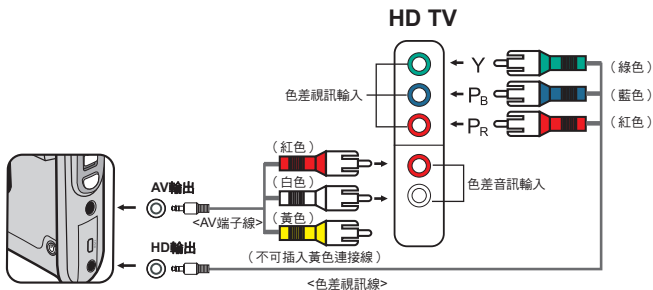 HD TV
Y
（綠色）
色差視訊輸入
PB
（藍色）
PR
（紅色）
（紅色）
（白色）
色差音訊輸入
AV輸出
<AV端子線>
（黃色）
HD輸出
（不可插入黃色連接線）
<色差視訊線>